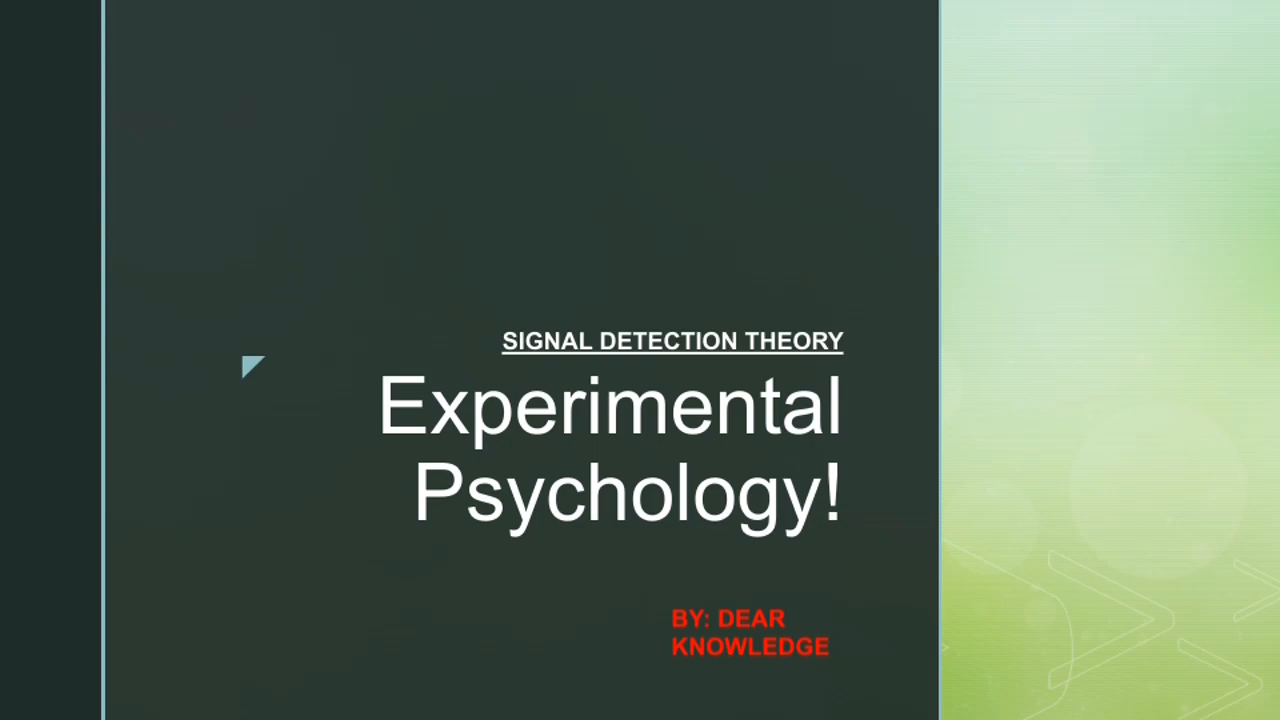 SIGNAL DETECTION THEORY
Experimental
Psychology!
BY: DEAR
KNOWLEDGE